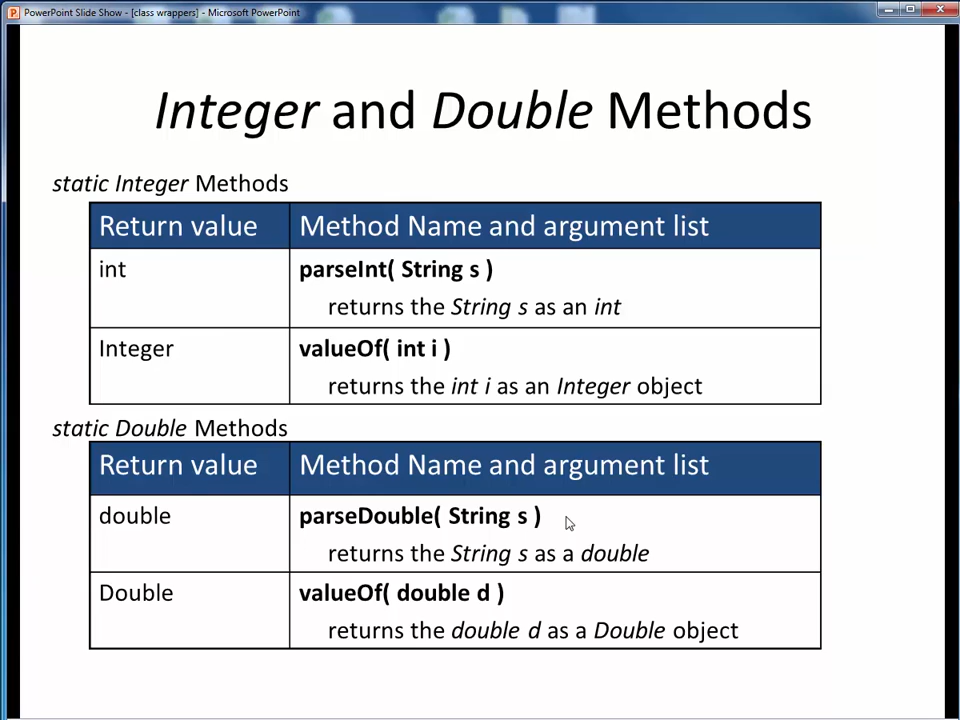 PowerPoint Slide Show - [class wrappers] - Microsoft PowerPoint
Integer and Double Methods
static Integer Methods
Return value Method Name and argument list
int parseInt( String s )
returns the String s as an int
Integer valueOf( int i )
returns the int i as an Integer object
static Double Methods
Return value Method Name and argument list
double parseDouble( String s )
returns the String s as a double
Double valueOf( double d )
returns the double d as a Double object